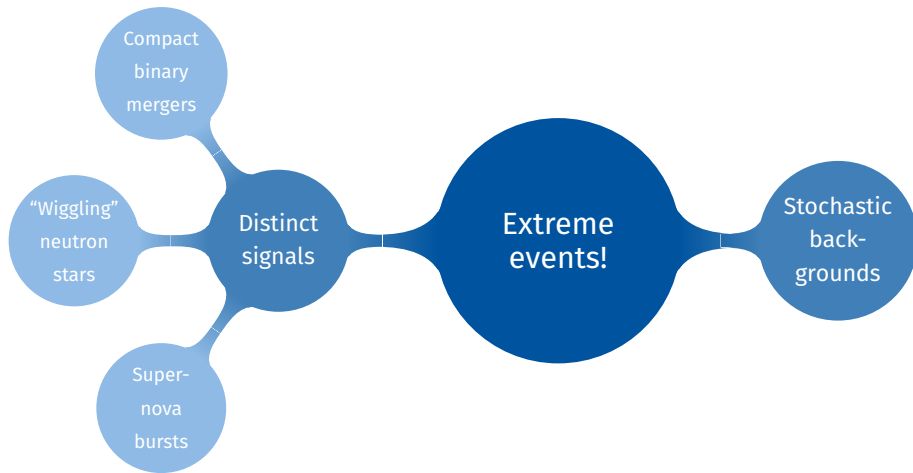 Compact
binary
mergers
“Wiggling”
neutron
stars
Super-
nova
bursts
Distinct
signals
Extreme
events!
Stochastic
back-
grounds